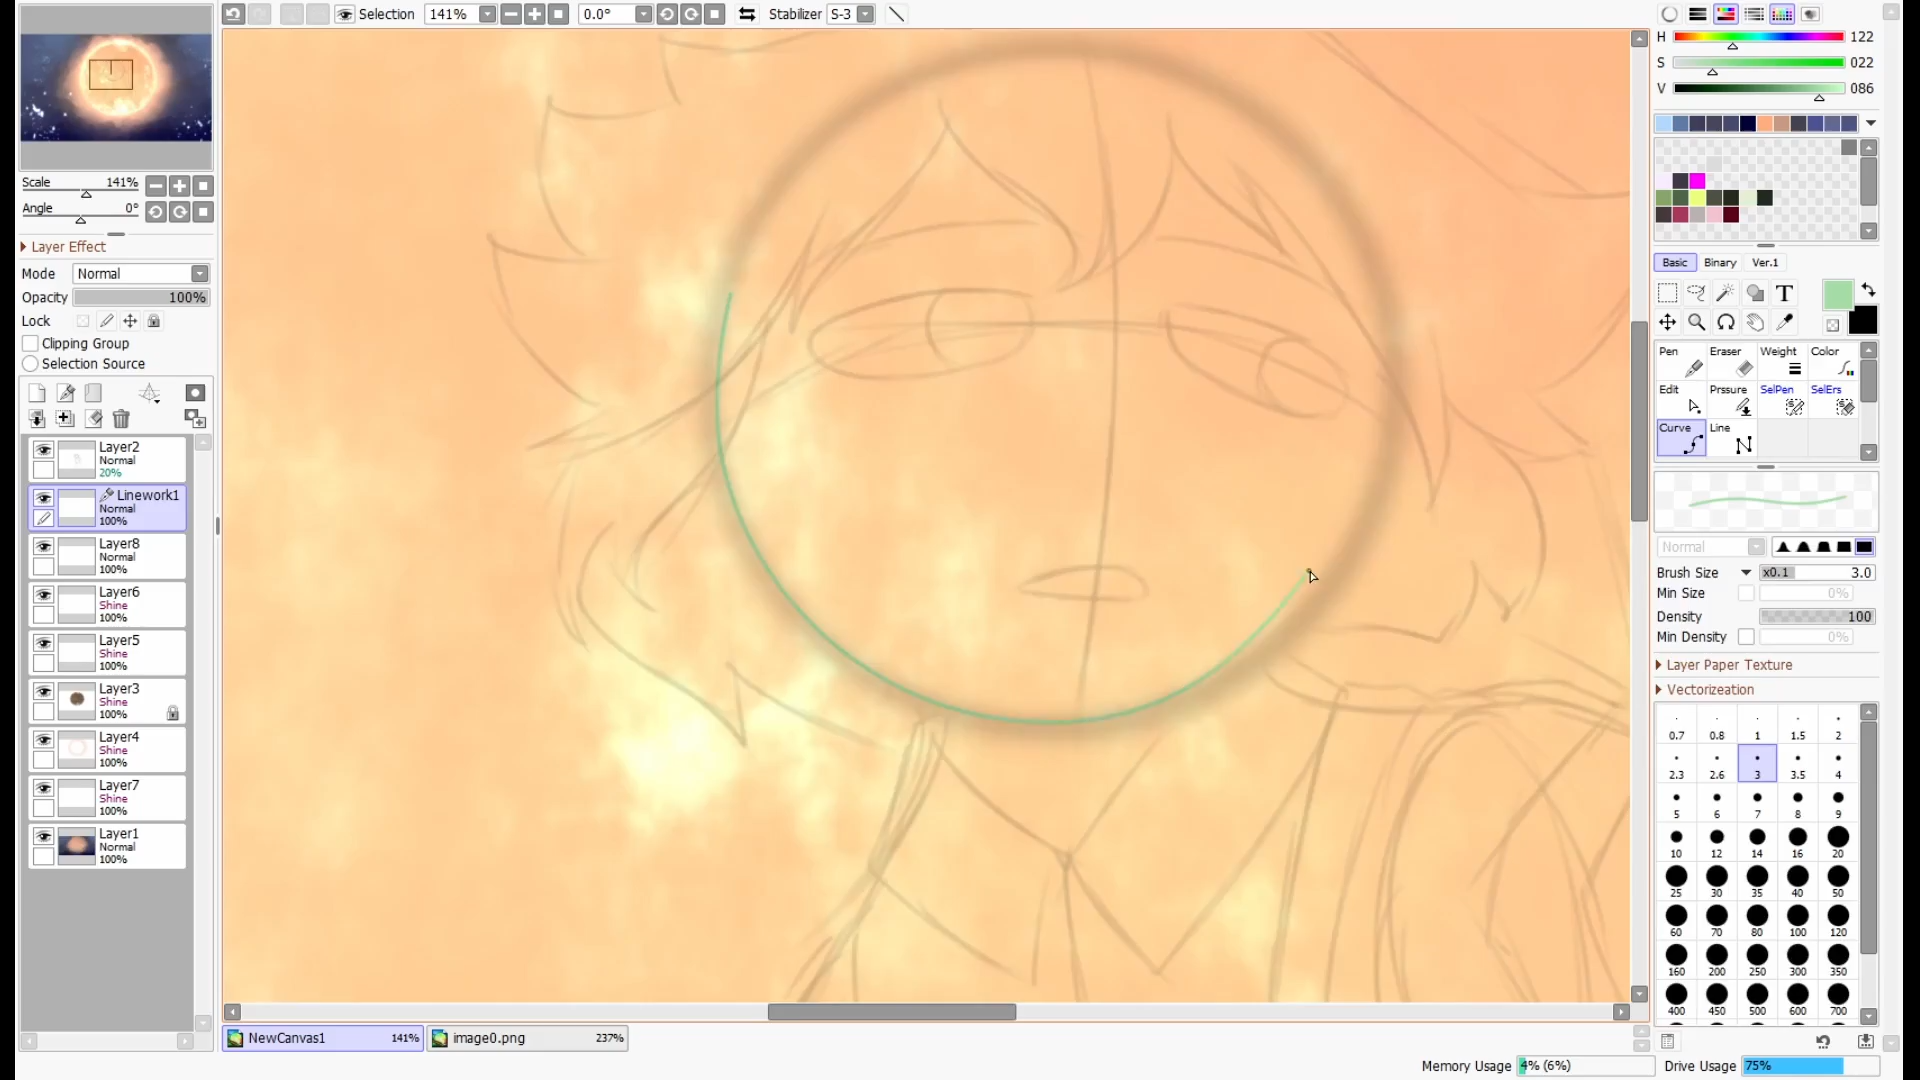 Selection 141% 0.0° Stabilizer S-3
H 122
S 022
V 086
Scale 141%
Angle 0°
Layer Effect
Mode Normal
Opacity 100%
Lock
Clipping Group
Selection Source
Layer2
Normal
20%
Linework1
Normal
100%
Layer8
Normal
100%
Layer6
Shine
100%
Layer5
Shine
100%
Layer3
Shine
100%
Layer4
Shine
100%
Layer7
Shine
100%
Layer1
Normal
100%
NewCanvas1 141% image0.png 237%
Basic Binary Ver.1
T
Pen Eraser Weight Color
Edit Prssure SelPen SelErs
Curve Line
Normal
Brush Size x0.1 3.0
Min Size 0%
Density 100
Min Density 0%
Layer Paper Texture
Vectorizeation
0.7 0.8 1 1.5 2
2.3 2.6 3 3.5 4
5 6 7 8 9
10 12 14 16 20
25 30 35 40 50
60 70 80 100 120
160 200 250 300 350
400 450 500 600 700
Memory Usage 4% (6%) Drive Usage 75%